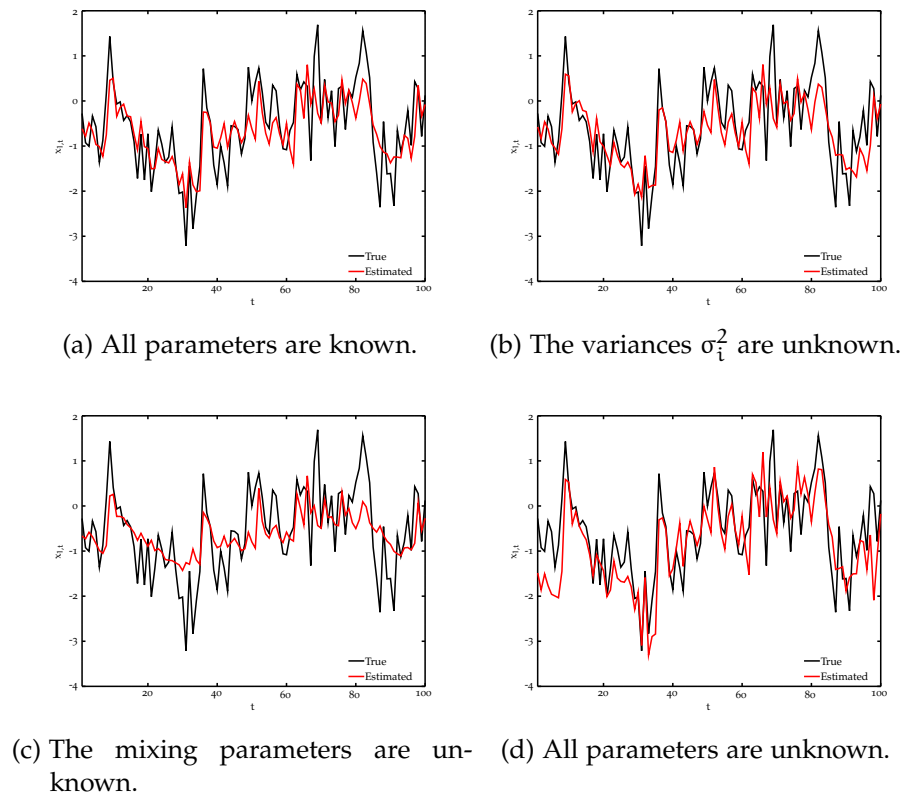 2
1
0
-1
-2
-3
-4
20
40
60
80
100
x1,t
t
True
Estimated
(a) All parameters are known.
2
1
0
-1
-2
-3
-4
20
40
60
80
100
x1,t
t
True
Estimated
(b) The variances σ²ᵢ are unknown.
2
1
0
-1
-2
-3
-4
20
40
60
80
100
x1,t
t
True
Estimated
(c) The mixing parameters are un-
known.
2
1
0
-1
-2
-3
-4
20
40
60
80
100
x1,t
t
True
Estimated
(d) All parameters are unknown.